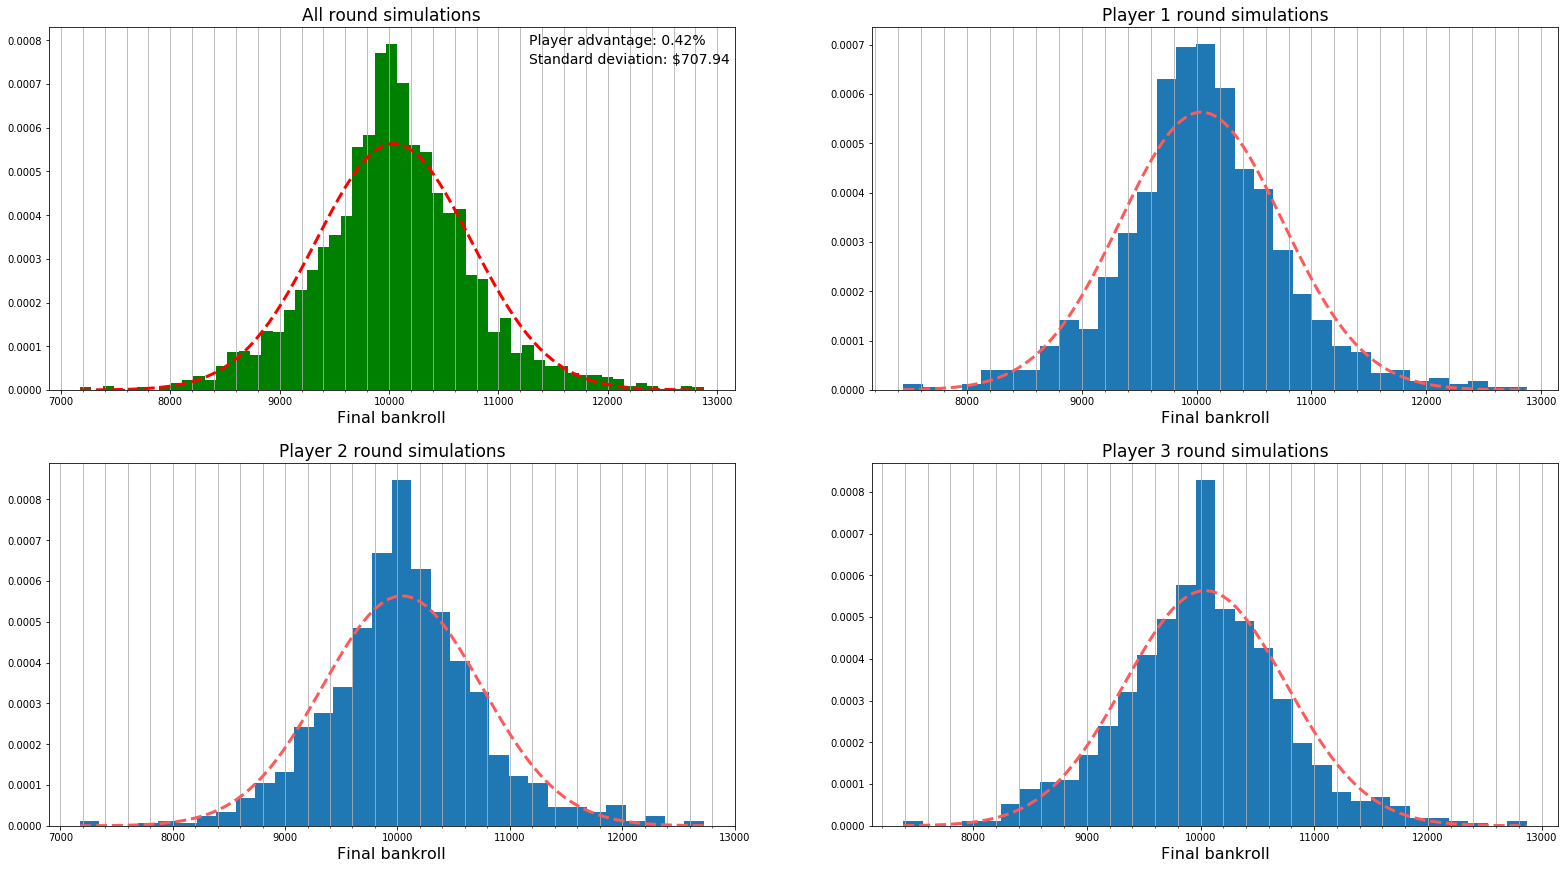 All round simulations
Player advantage: 0.42%
Standard deviation: $707.94
0.0008
0.0007
0.0006
0.0005
0.0004
0.0003
0.0002
0.0001
0.0000
7000 8000 9000 10000 11000 12000 13000
Final bankroll
Player 1 round simulations
0.0007
0.0006
0.0005
0.0004
0.0003
0.0002
0.0001
0.0000
8000 9000 10000 11000 12000 13000
Final bankroll
Player 2 round simulations
0.0008
0.0007
0.0006
0.0005
0.0004
0.0003
0.0002
0.0001
0.0000
7000 8000 9000 10000 11000 12000 13000
Final bankroll
Player 3 round simulations
0.0008
0.0007
0.0006
0.0005
0.0004
0.0003
0.0002
0.0001
0.0000
8000 9000 10000 11000 12000 13000
Final bankroll